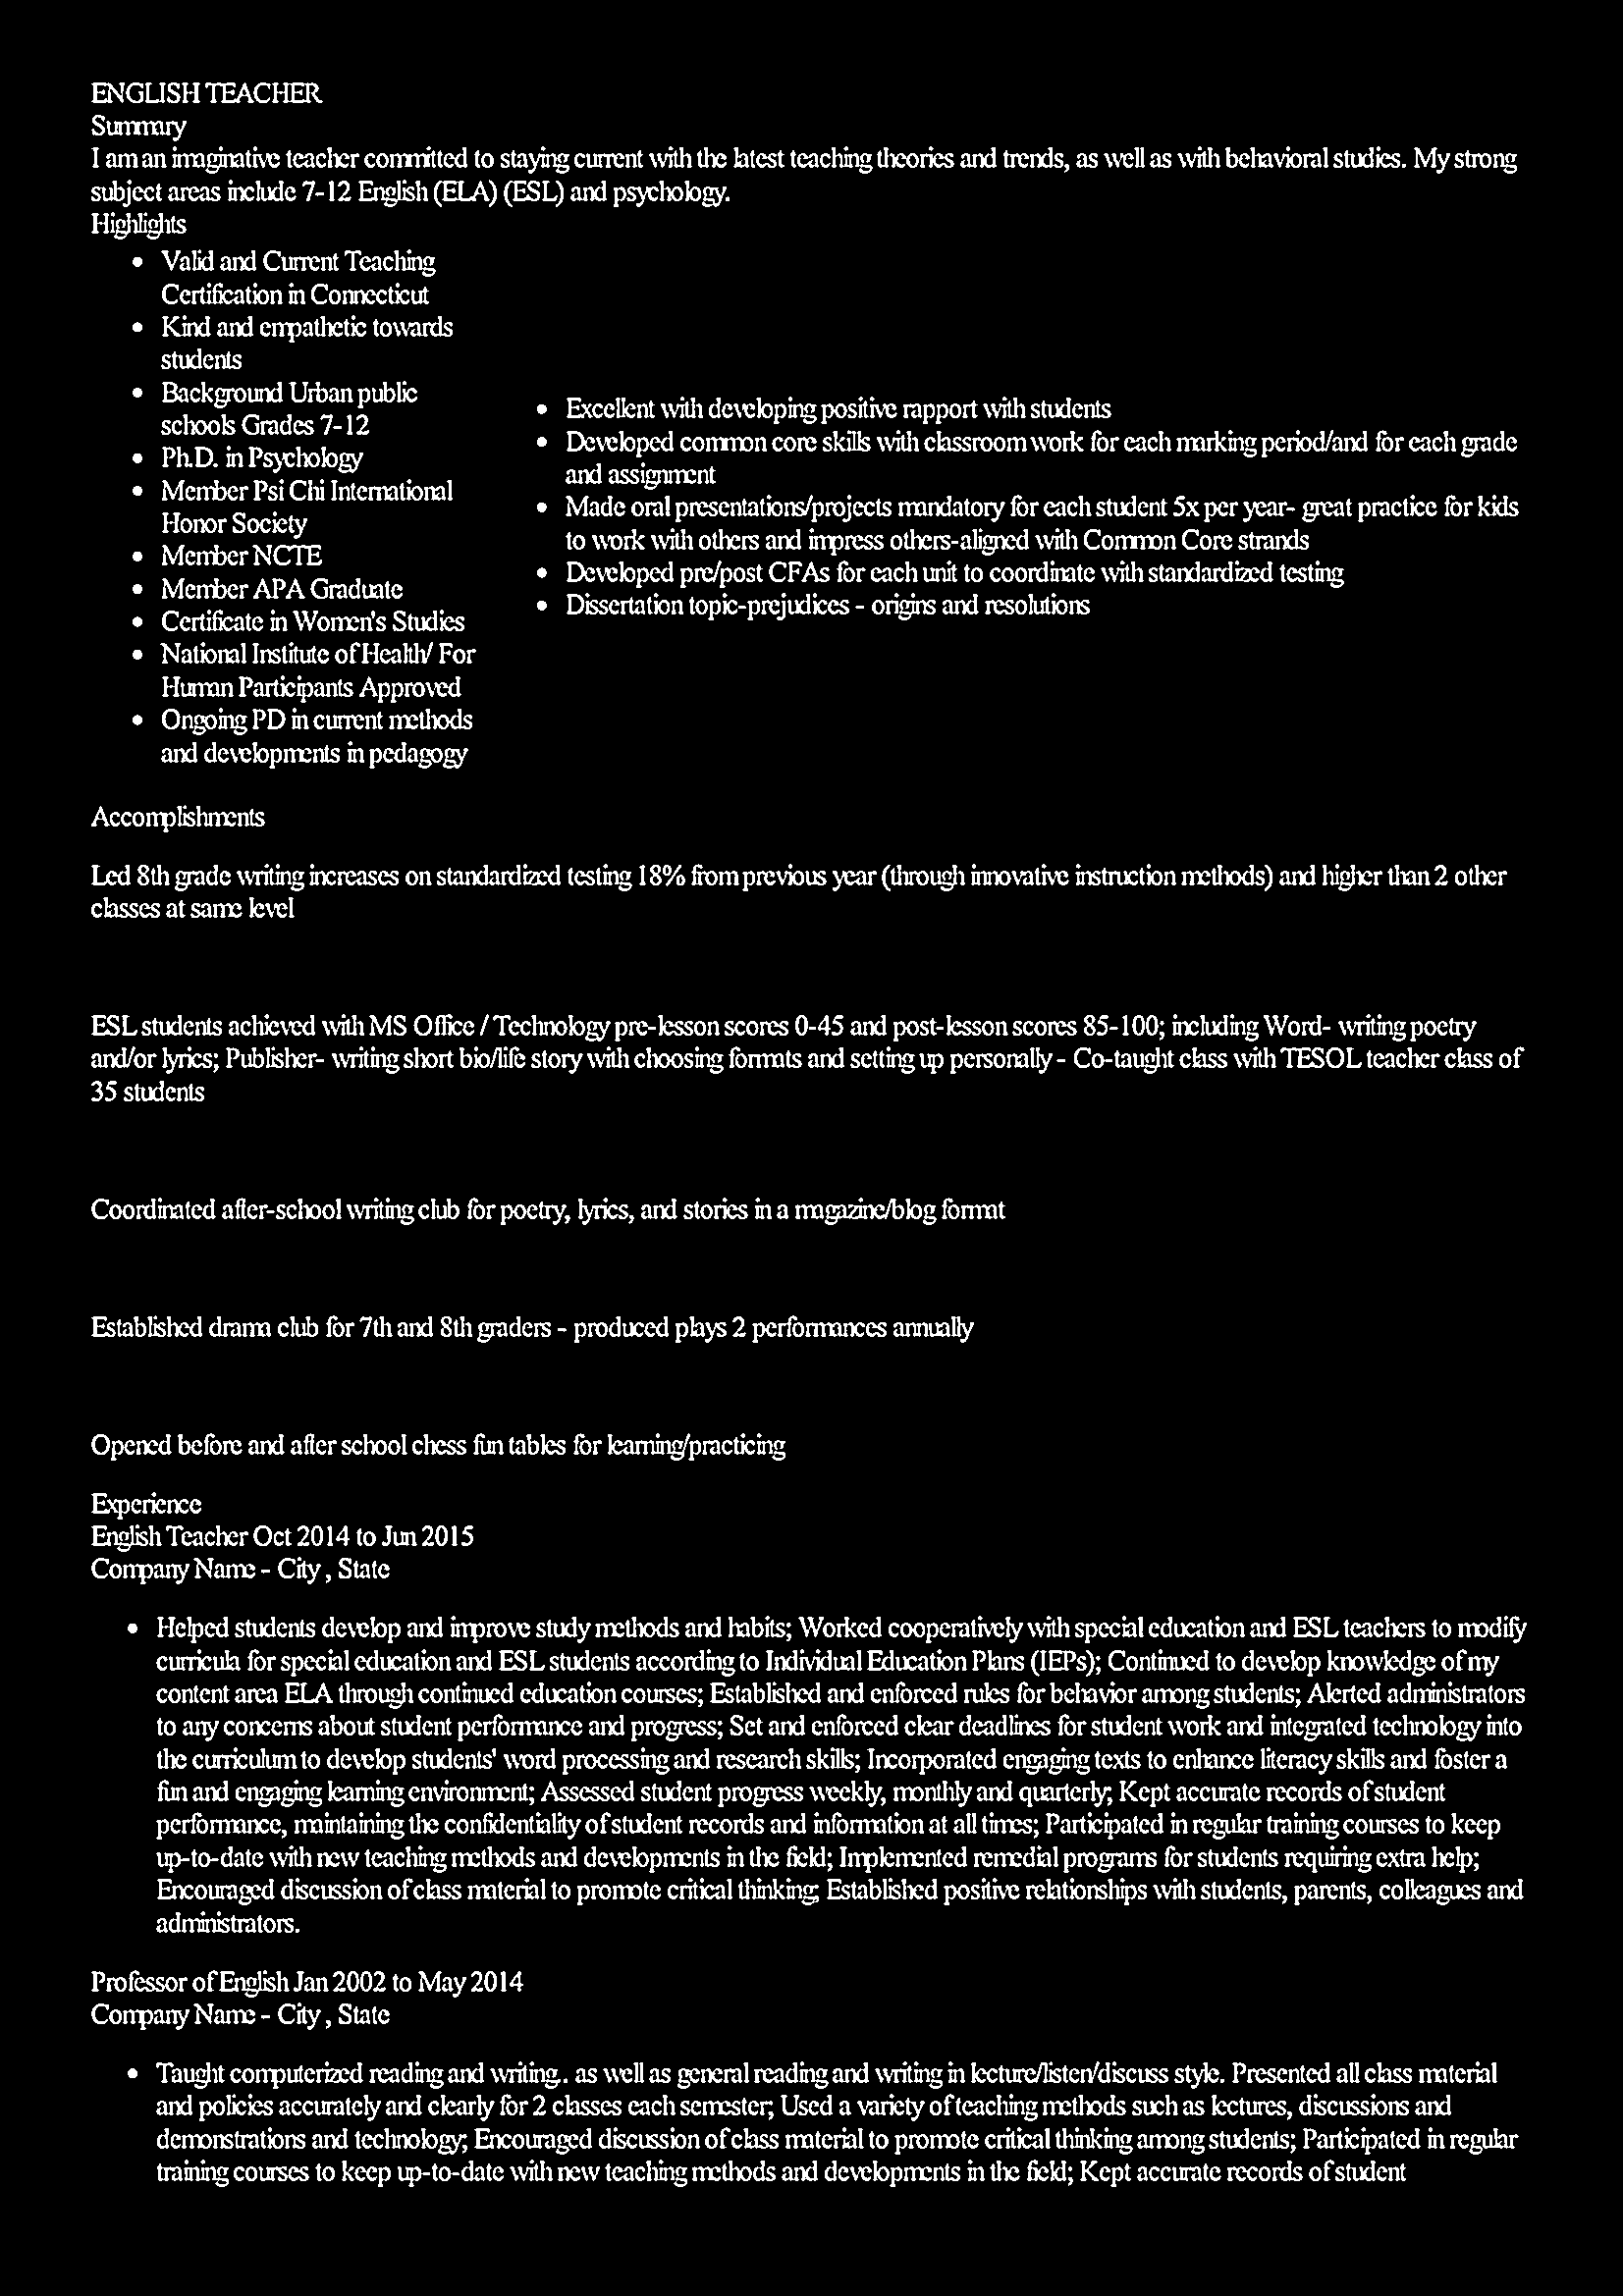 ENGLISH TEACHER
Summary
I am an imaginative teacher committed to staying current with the latest teaching theories and trends, as well as with behavioral studies. My strong
subject areas include 7-12 English (ELA) (ESL) and psychology.
Highlights
• Valid and Current Teaching
Certification in Connecticut
• Kind and empathetic towards
students
• Background Urban public
schools Grades 7-12
• Ph.D. in Psychology
• Member Psi Chi International
Honor Society
• Member NCTE
• Member APA Graduate
• Certificate in Women's Studies
• National Institute of Health/ For
Human Participants Approved
• Ongoing PD in current methods
and developments in pedagogy
• Excellent with developing positive rapport with students
• Developed common core skills with classroom work for each marking period/and for each grade
and assignment
• Made oral presentations/projects mandatory for each student 5x per year- great practice for kids
to work with others and impress others-aligned with Common Core strands
• Developed pre/post CFAs for each unit to coordinate with standardized testing
• Dissertation topic-prejudices - origins and resolutions
Accomplishments
Led 8th grade writing increases on standardized testing 18% from previous year (through innovative instruction methods) and higher than 2 other
classes at same level
ESL students achieved with MS Office / Technology pre-lesson scores 0-45 and post-lesson scores 85-100; including Word- writing poetry
and/or lyrics; Publisher- writing short bio/life story with choosing formats and setting up personally - Co-taught class with TESOL teacher class of
35 students
Coordinated after-school writing club for poetry, lyrics, and stories in a magazine/blog format
Established drama club for 7th and 8th graders - produced plays 2 performances annually
Opened before and after school chess fun tables for learning/practicing
Experience
English Teacher Oct 2014 to Jun 2015
Company Name - City , State
• Helped students develop and improve study methods and habits; Worked cooperatively with special education and ESL teachers to modify
curricula for special education and ESL students according to Individual Education Plans (IEPs); Continued to develop knowledge of my
content area ELA through continued education courses; Established and enforced rules for behavior among students; Alerted administrators
to any concerns about student performance and progress; Set and enforced clear deadlines for student work and integrated technology into
the curriculum to develop students' word processing and research skills; Incorporated engaging texts to enhance literacy skills and foster a
fun and engaging learning environment; Assessed student progress weekly, monthly and quarterly; Kept accurate records of student
performance, maintaining the confidentiality of student records and information at all times; Participated in regular training courses to keep
up-to-date with new teaching methods and developments in the field; Implemented remedial programs for students requiring extra help;
Encouraged discussion of class material to promote critical thinking; Established positive relationships with students, parents, colleagues and
administrators.
Professor of English Jan 2002 to May 2014
Company Name - City , State
• Taught computerized reading and writing.. as well as general reading and writing in lecture/listen/discuss style. Presented all class material
and policies accurately and clearly for 2 classes each semester; Used a variety of teaching methods such as lectures, discussions and
demonstrations and technology; Encouraged discussion of class material to promote critical thinking among students; Participated in regular
training courses to keep up-to-date with new teaching methods and developments in the field; Kept accurate records of student